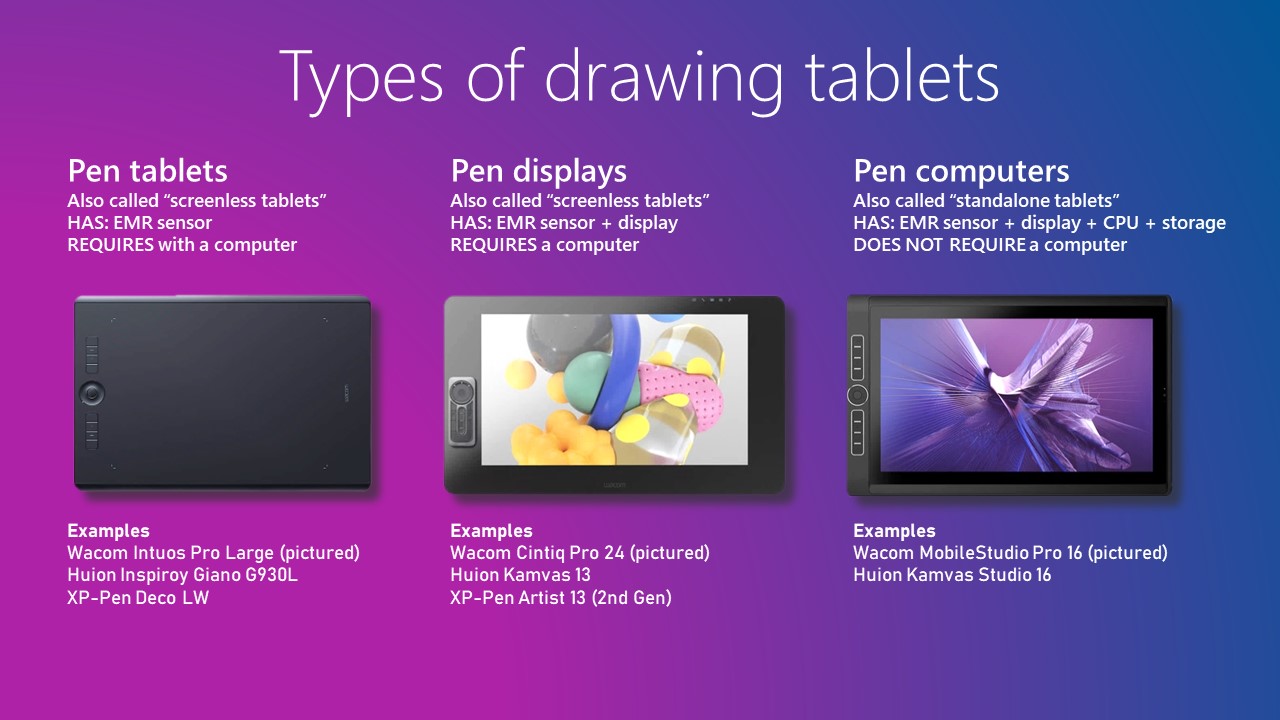 Types of drawing tablets
Pen tablets
Also called “screenless tablets”
HAS: EMR sensor
REQUIRES with a computer
Pen displays
Also called “screenless tablets”
HAS: EMR sensor + display
REQUIRES a computer
Pen computers
Also called “standalone tablets”
HAS: EMR sensor + display + CPU + storage
DOES NOT REQUIRE a computer
wacom
wacom
Examples
Wacom Intuos Pro Large (pictured)
Huion Inspiroy Giano G930L
XP-Pen Deco LW
Examples
Wacom Cintiq Pro 24 (pictured)
Huion Kamvas 13
XP-Pen Artist 13 (2nd Gen)
Examples
Wacom MobileStudio Pro 16 (pictured)
Huion Kamvas Studio 16